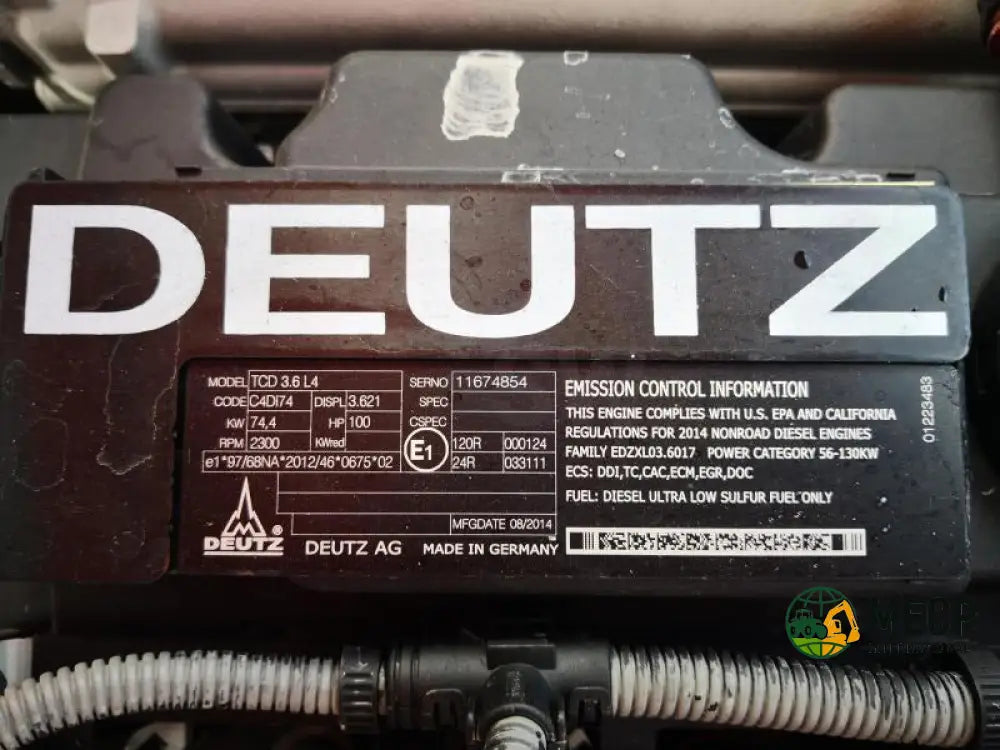 DEUTZ
MODEL TCD 3.6 L4 SERNO 11674854
CODE C4DI74 DISPL 3.621 SPEC
KW 74,4 HP 100 CSPEC
RPM 2300 KWred E1 120R 000124
e1*97/68NA*2012/46*0675*02 24R 033111
MFGDATE 08/2014
DEUTZ ® DEUTZ AG MADE IN GERMANY
EMISSION CONTROL INFORMATION
THIS ENGINE COMPLIES WITH U.S. EPA AND CALIFORNIA
REGULATIONS FOR 2014 NONROAD DIESEL ENGINES
FAMILY EDZXL03.6017 POWER CATEGORY 56-130KW
ECS: DDI,TC,CAC,ECM,EGR,DOC
FUEL: DIESEL ULTRA LOW SULFUR FUEL ONLY
01223483